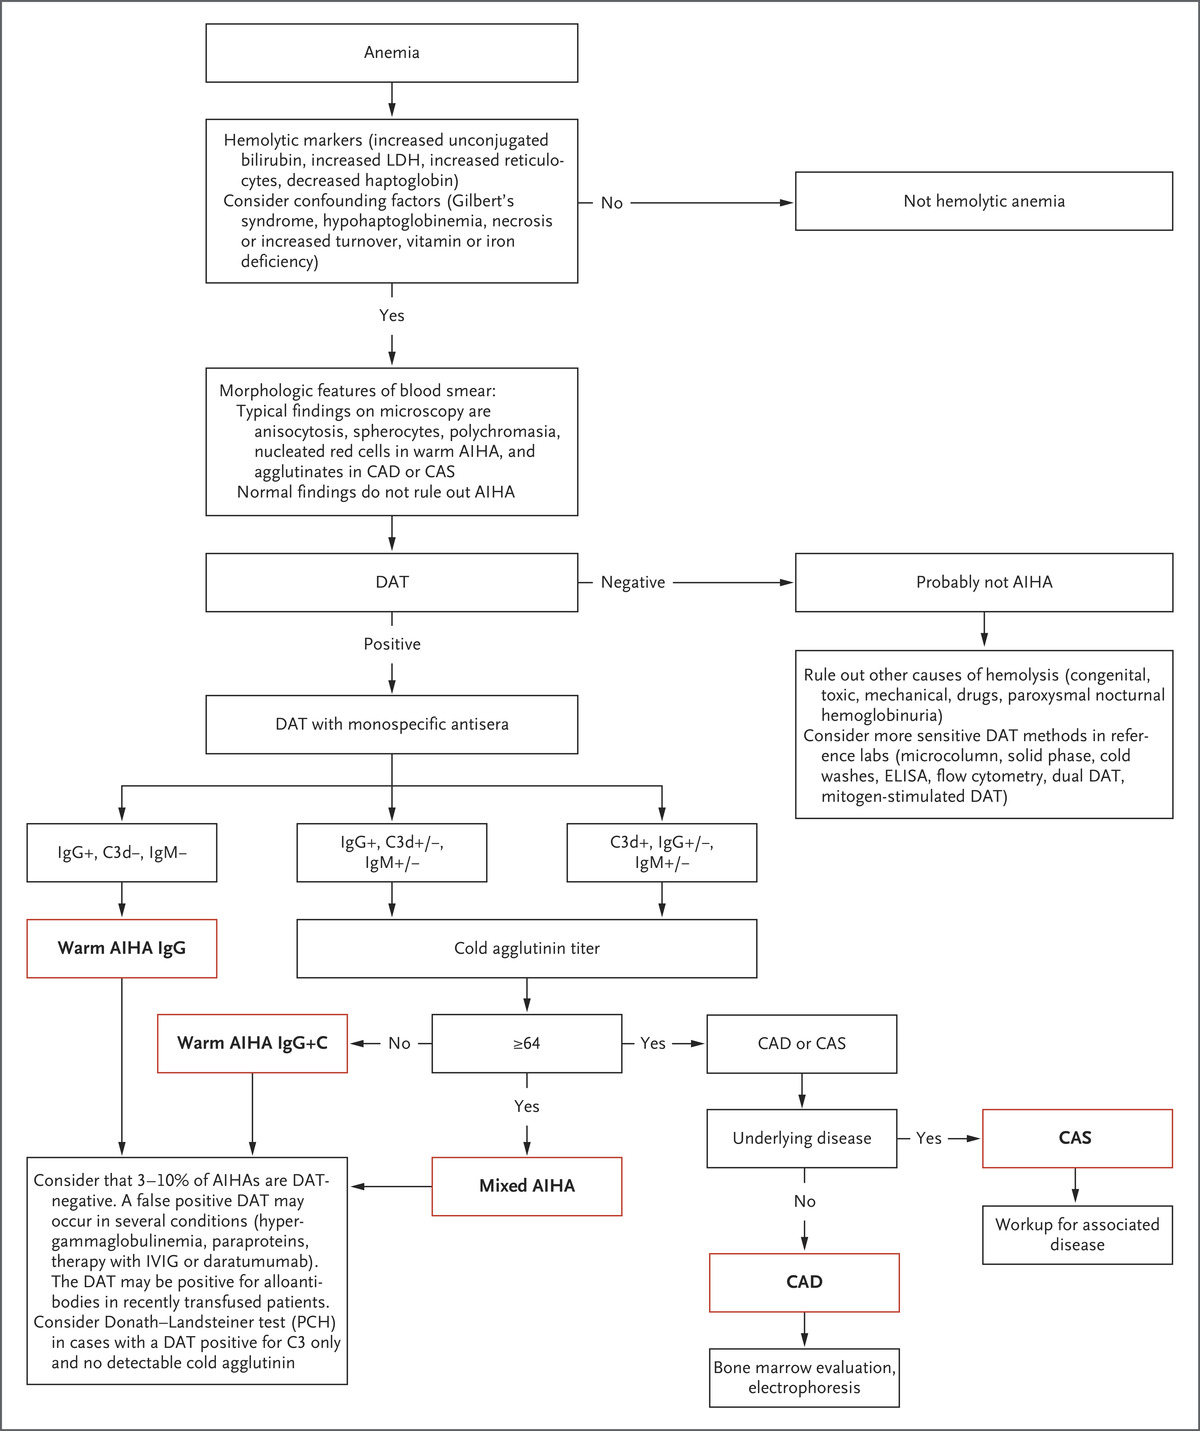 Anemia
Hemolytic markers (increased unconjugated
bilirubin, increased LDH, increased reticulo-
cytes, decreased haptoglobin)
Consider confounding factors (Gilbert's
syndrome, hypohaptoglobinemia, necrosis
or increased turnover, vitamin or iron
deficiency)
No
Not hemolytic anemia
Yes
Morphologic features of blood smear:
Typical findings on microscopy are
anisocytosis, spherocytes, polychromasia,
nucleated red cells in warm AIHA, and
agglutinates in CAD or CAS
Normal findings do not rule out AIHA
DAT
Negative
Probably not AIHA
Positive
Rule out other causes of hemolysis (congenital,
toxic, mechanical, drugs, paroxysmal nocturnal
hemoglobinuria)
Consider more sensitive DAT methods in refer-
ence labs (microcolumn, solid phase, cold
washes, ELISA, flow cytometry, dual DAT,
mitogen-stimulated DAT)
DAT with monospecific antisera
IgG+, C3d–, IgM–
IgG+, C3d+/–,
IgM+/–
C3d+, IgG+/–,
IgM+/–
Warm AIHA IgG
Cold agglutinin titer
Warm AIHA IgG+C
No
≥64
Yes
CAD or CAS
Yes
Underlying disease
Yes
CAS
Mixed AIHA
No
Workup for associated
disease
Consider that 3–10% of AIHAs are DAT-
negative. A false positive DAT may
occur in several conditions (hyper-
gammaglobulinemia, paraproteins,
therapy with IVIG or daratumumab).
The DAT may be positive for alloanti-
bodies in recently transfused patients.
Consider Donath–Landsteiner test (PCH)
in cases with a DAT positive for C3 only
and no detectable cold agglutinin
CAD
Bone marrow evaluation,
electrophoresis